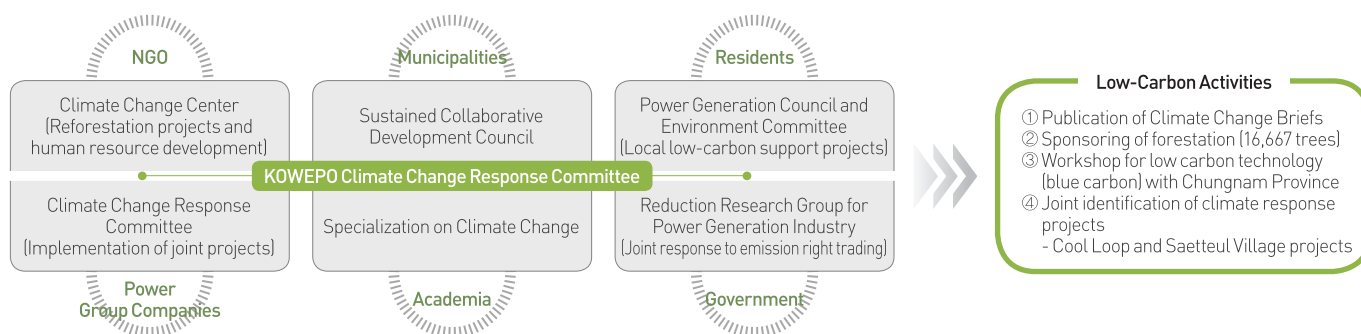 NGO
Municipalities
Residents
Climate Change Center
(Reforestation projects and
human resource development)
Sustained Collaborative
Development Council
Power Generation Council and
Environment Committee
(Local low-carbon support projects)
KOWEPO Climate Change Response Committee
Climate Change Response
Committee
(Implementation of joint projects)
Specialization on Climate Change
Reduction Research Group for
Power Generation Industry
(Joint response to emission right trading)
Power
Group Companies
Academia
Government
Low-Carbon Activities
① Publication of Climate Change Briefs
② Sponsoring of forestation (16,667 trees)
③ Workshop for low carbon technology
(blue carbon) with Chungnam Province
④ Joint identification of climate response
projects
- Cool Loop and Saetteul Village projects